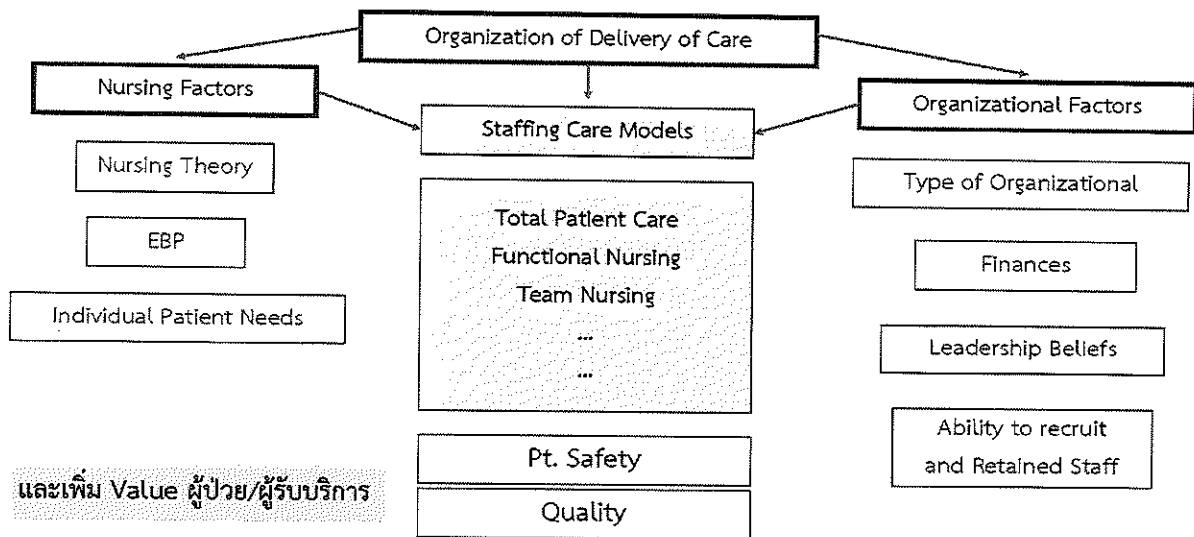 Organization of Delivery of Care
Nursing Factors
Organizational Factors
Staffing Care Models
Nursing Theory
EBP
Individual Patient Needs
Total Patient Care
Functional Nursing
Team Nursing
...
...
Type of Organizational
Finances
Leadership Beliefs
Ability to recruit
and Retained Staff
Pt. Safety
Quality
และเพิ่ม Value ผู้ป่วย/ผู้รับบริการ